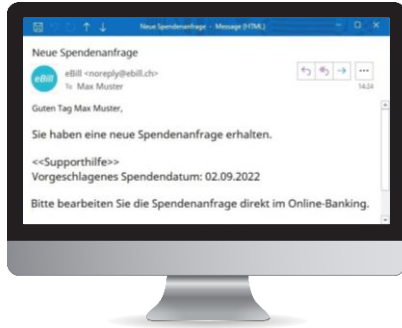 Neue Spendenanfrage - Message (HTML)
Neue Spendenanfrage
eBill
eBill <noreply@ebill.ch>
To Max Muster
14:24
Guten Tag Max Muster,
Sie haben eine neue Spendenanfrage erhalten.
<<Supporthilfe>>
Vorgeschlagenes Spendendatum: 02.09.2022
Bitte bearbeiten Sie die Spendenanfrage direkt im Online-Banking.